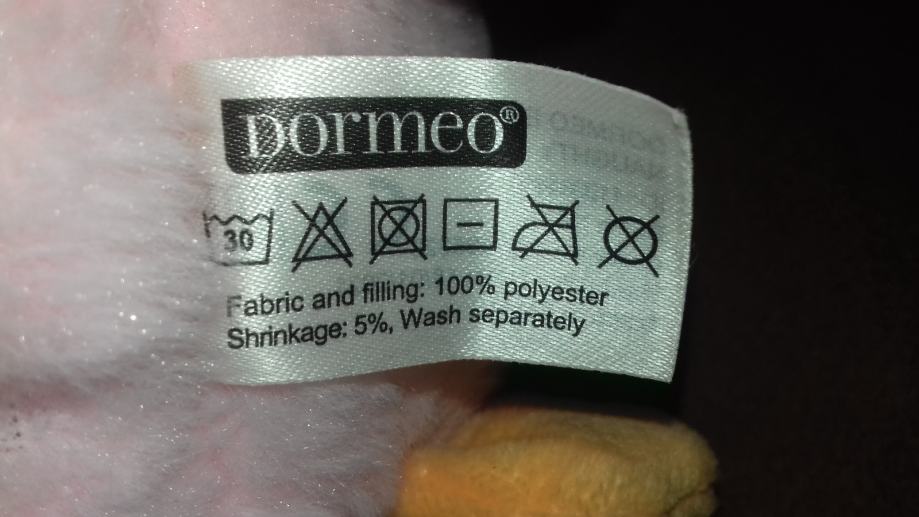 Dormeo®
30
Fabric and filling: 100% polyester
Shrinkage: 5%, Wash separately